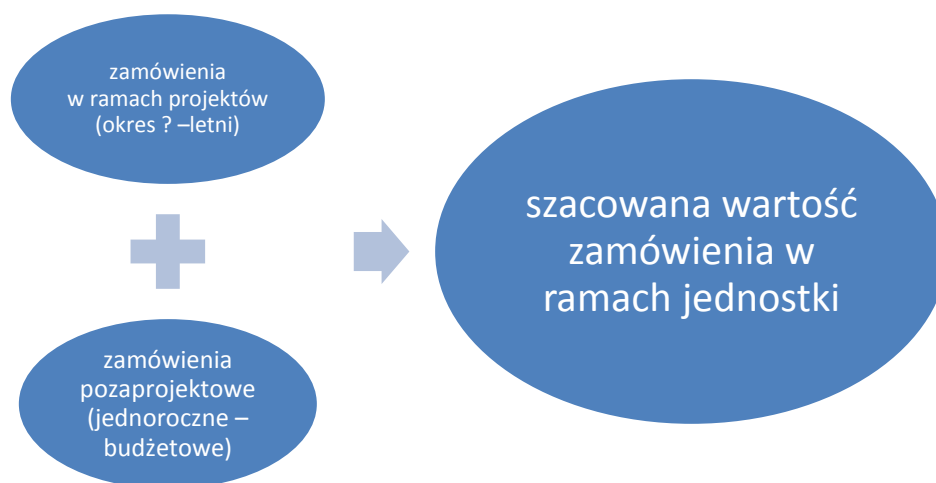 zamówienia
w ramach projektów
(okres ? –letni)
zamówienia
pozaprojektowe
(jednoroczne –
budżetowe)
szacowana wartość
zamówienia w
ramach jednostki